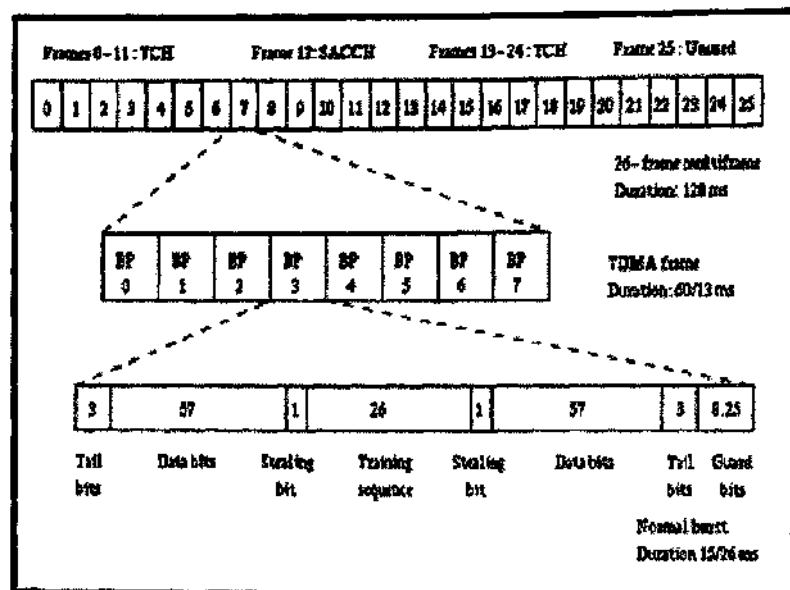 Frames 0-11 : TCH Frame 12: SACCH Frames 13-24 : TCH Frame 25 : Unused
0 1 2 3 4 5 6 7 8 9 10 11 12 13 14 15 16 17 18 19 20 21 22 23 24 25
26-frame multiframe
Duration: 120 ms
BP BP BP BP BP BP BP BP
0 1 2 3 4 5 6 7
TDMA frame
Duration: 60/13 ms
3 57 1 26 1 57 3 8.25
Tail Data bits Stealing Training Stealing Data bits Tail Guard
bits bit sequence bit bits bits
Normal burst
Duration 15/26 ms